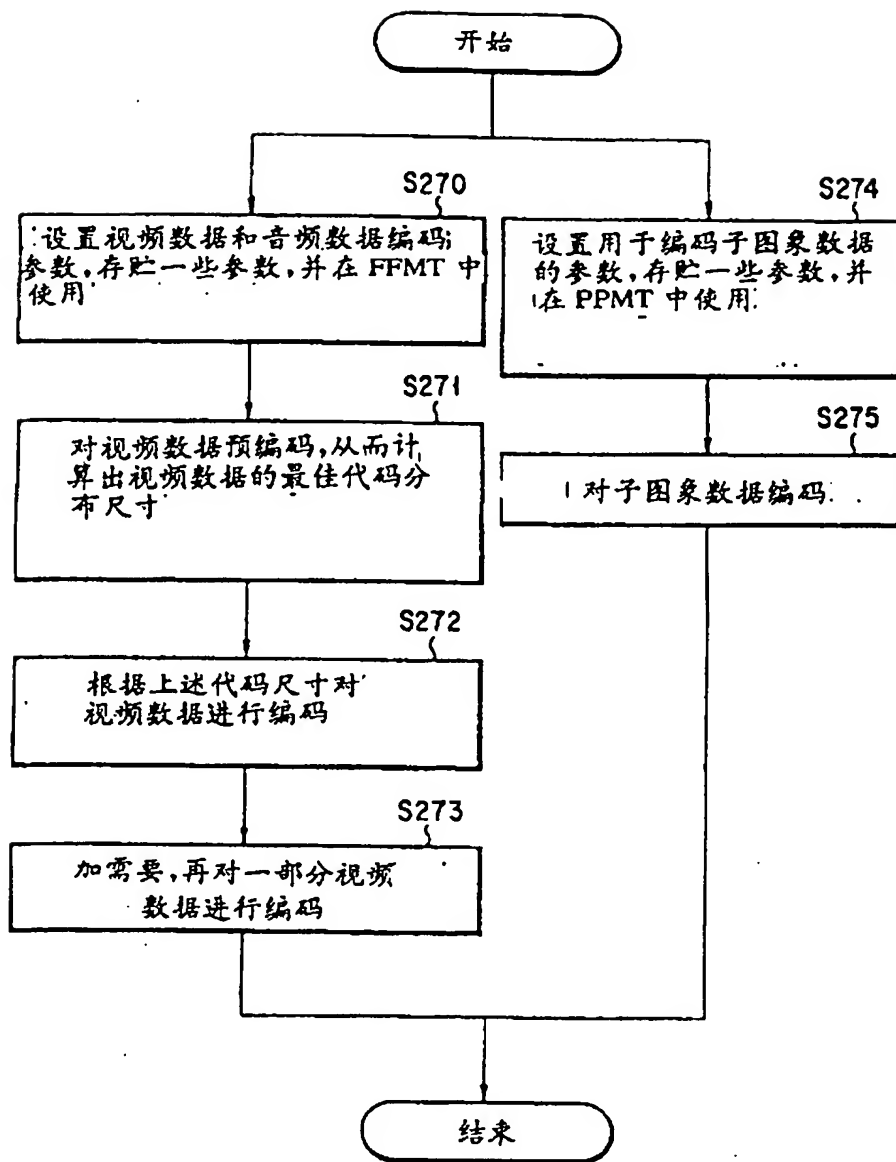 开始
S270
设置视频数据和音频数据编码
参数,存贮一些参数,并在 FFMT 中
使用
S271
对视频数据预编码,从而计
算出视频数据的最佳代码分
布尺寸
S272
根据上述代码尺寸对
视频数据进行编码
S273
加需要,再对一部分视频
数据进行编码
S274
设置用于编码子图象数据
的参数,存贮一些参数,并
在 PPMT 中使用
S275
对子图象数据编码
结束